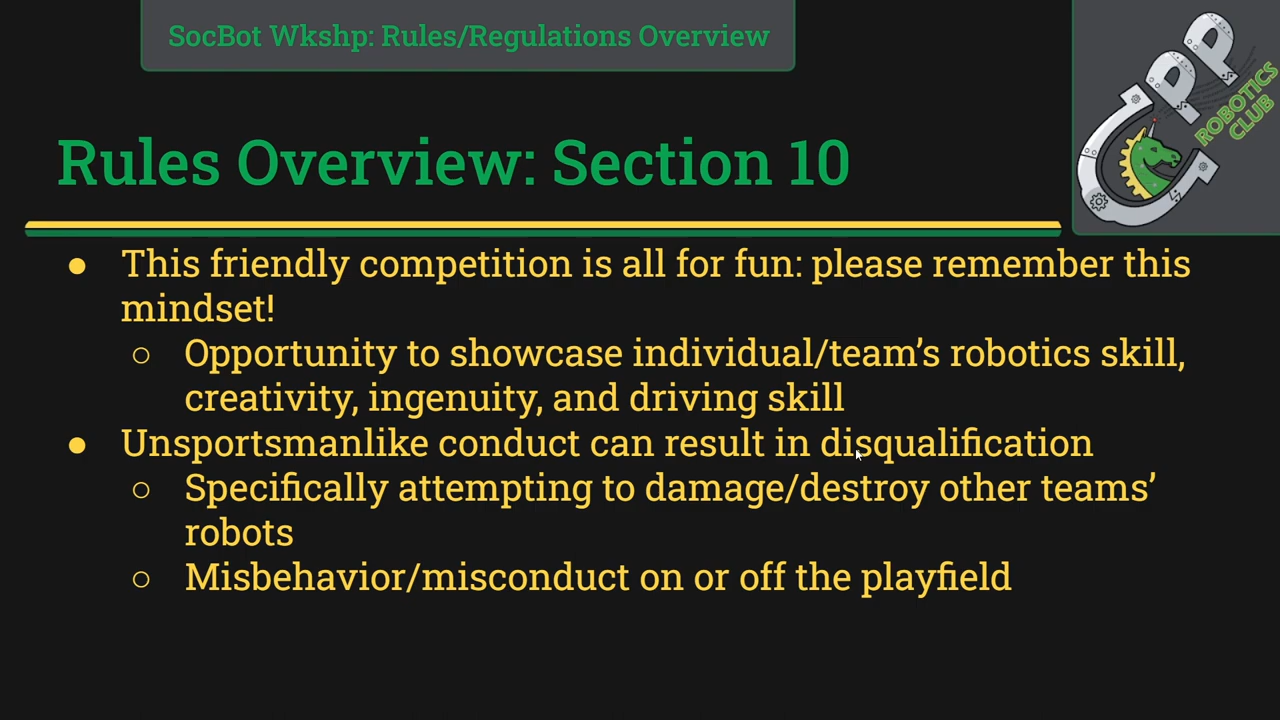 SocBot Wkshp: Rules/Regulations Overview
CPP
ROBOTICS
CLUB
Rules Overview: Section 10
● This friendly competition is all for fun: please remember this
mindset!
○ Opportunity to showcase individual/team’s robotics skill,
creativity, ingenuity, and driving skill
● Unsportsmanlike conduct can result in disqualification
○ Specifically attempting to damage/destroy other teams’
robots
○ Misbehavior/misconduct on or off the playfield